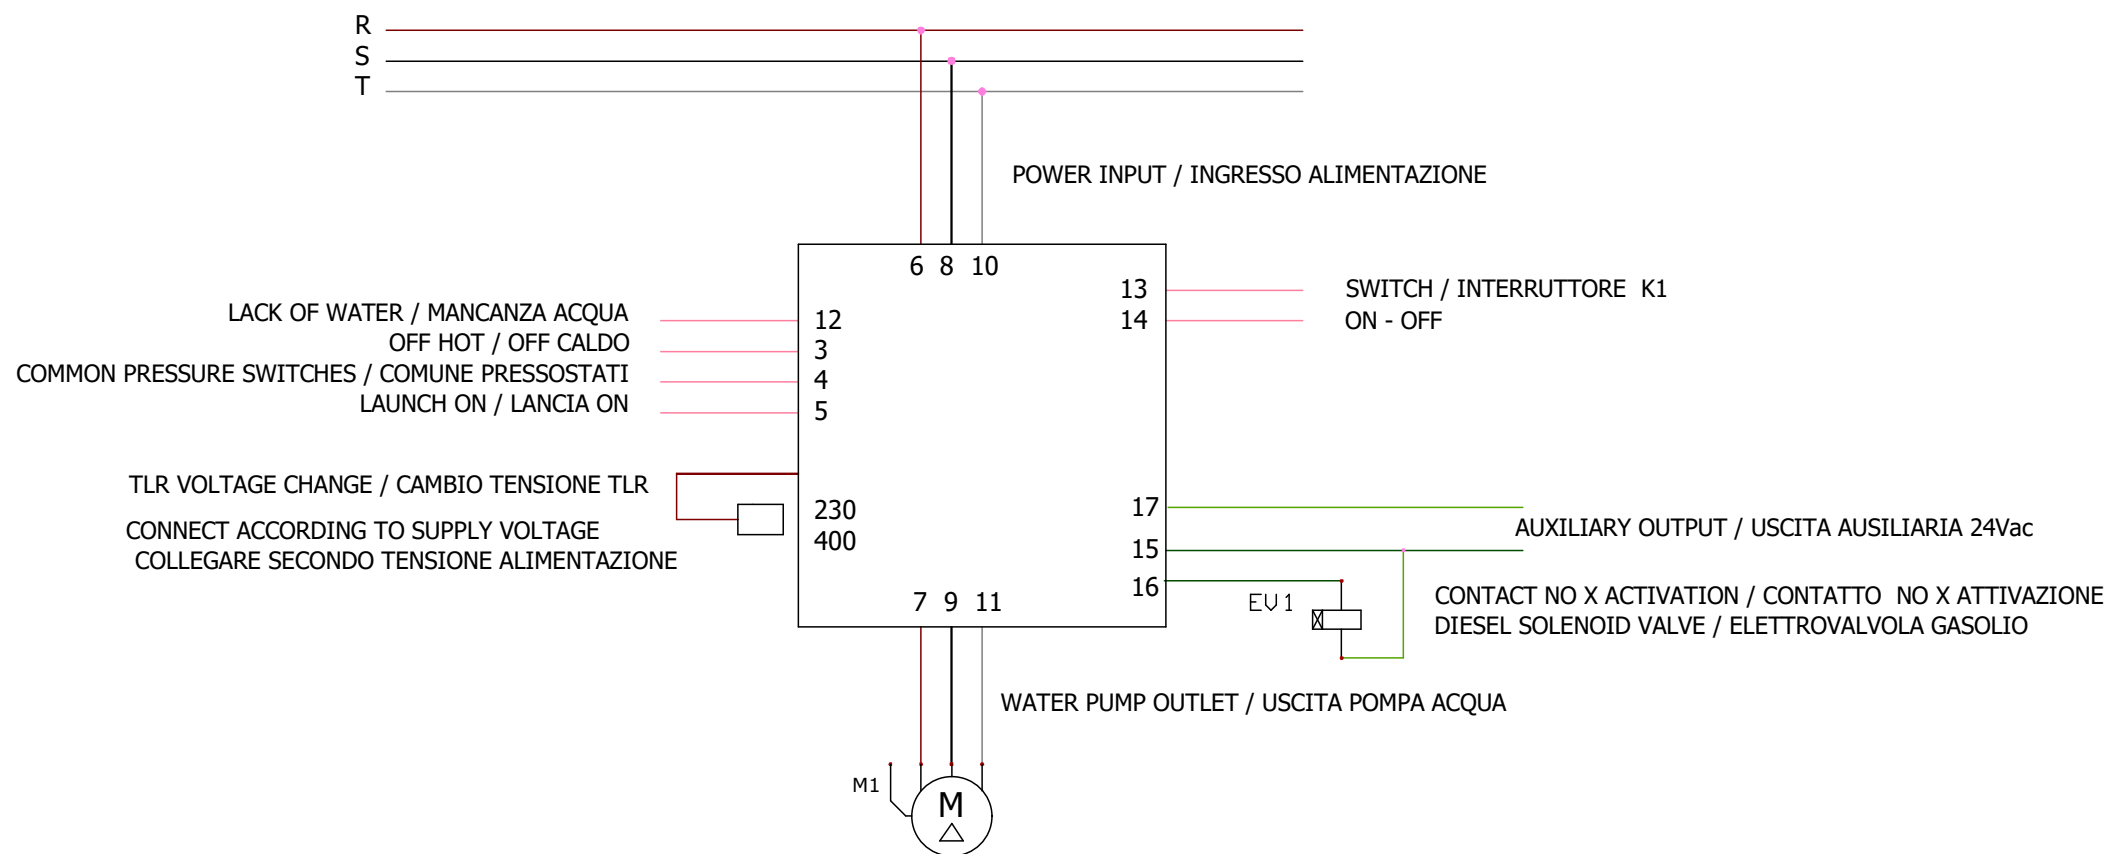 R
S
T
POWER INPUT / INGRESSO ALIMENTAZIONE
6 8 10
13 SWITCH / INTERRUTTORE K1
14 ON - OFF
LACK OF WATER / MANCANZA ACQUA 12
OFF HOT / OFF CALDO 3
COMMON PRESSURE SWITCHES / COMUNE PRESSOSTATI 4
LAUNCH ON / LANCIA ON 5
TLR VOLTAGE CHANGE / CAMBIO TENSIONE TLR
CONNECT ACCORDING TO SUPPLY VOLTAGE
COLLEGARE SECONDO TENSIONE ALIMENTAZIONE
230
400
17
AUXILIARY OUTPUT / USCITA AUSILIARIA 24Vac
15
16
EV1
CONTACT NO X ACTIVATION / CONTATTO NO X ATTIVAZIONE
DIESEL SOLENOID VALVE / ELETTROVALVOLA GASOLIO
7 9 11
WATER PUMP OUTLET / USCITA POMPA ACQUA
M1
M